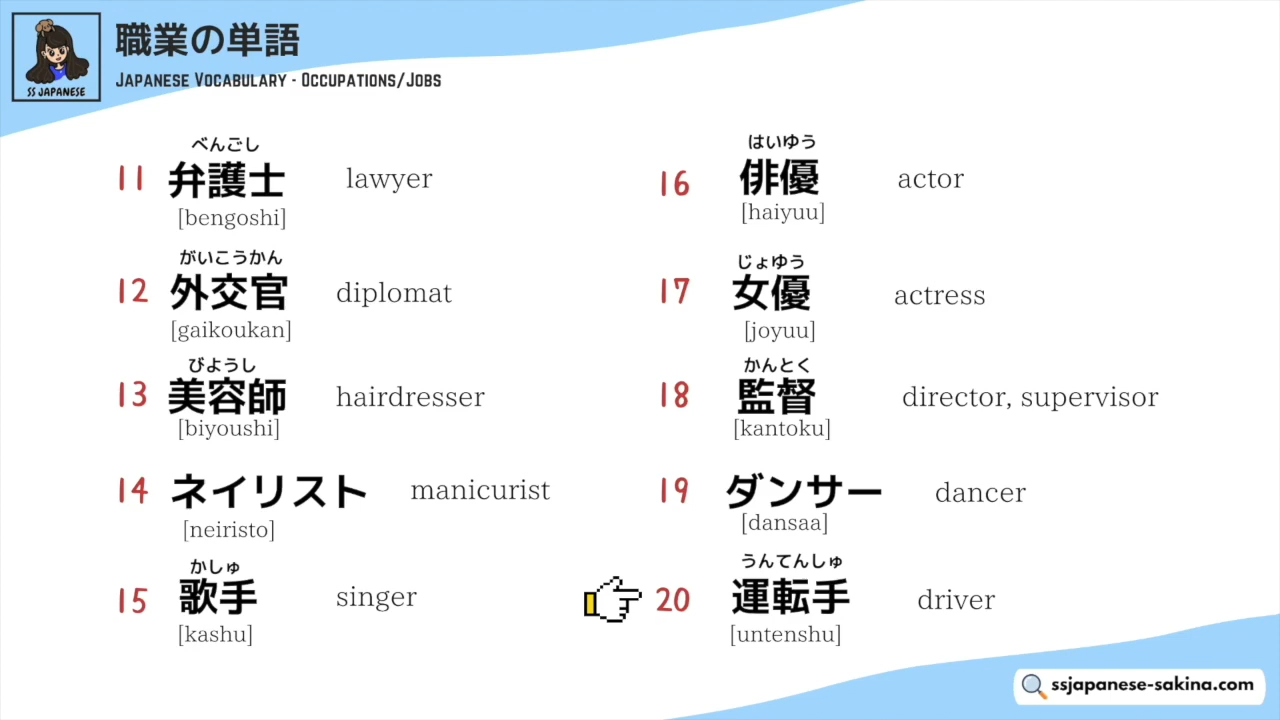 職業の単語
SS JAPANESE
Japanese Vocabulary - Occupations/Jobs
べんごし
11 弁護士 lawyer
[bengoshi]
がいこうかん
12 外交官 diplomat
[gaikoukan]
びようし
13 美容師 hairdresser
[biyoushi]
14 ネイリスト manicurist
[neiristo]
かしゅ
15 歌手 singer
[kashu]
はいゆう
16 俳優 actor
[haiyuu]
じょゆう
17 女優 actress
[joyuu]
かんとく
18 監督 director, supervisor
[kantoku]
19 ダンサー dancer
[dansaa]
うんてんしゅ
20 運転手 driver
[untenshu]
ssjapanese-sakina.com